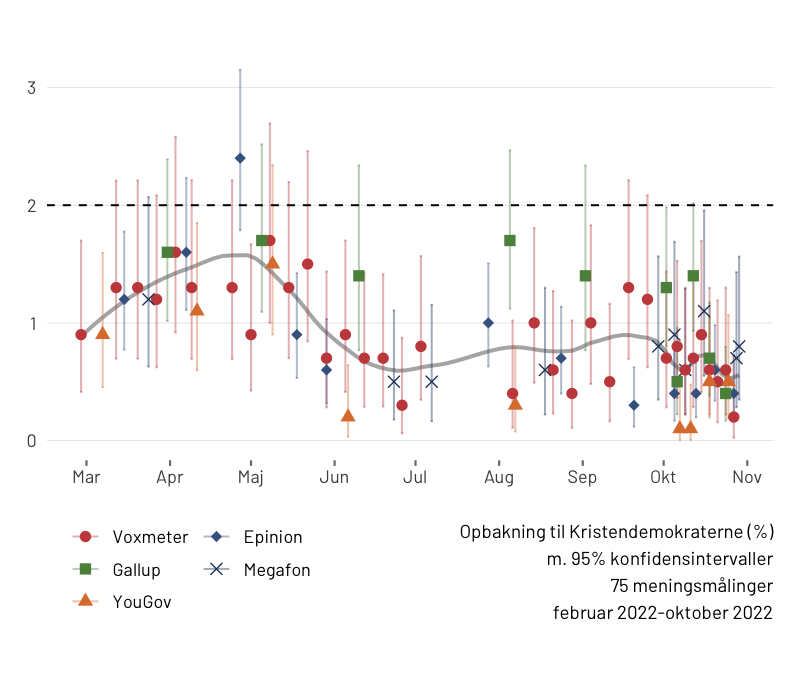 3
2
1
0
Mar Apr Maj Jun Jul Aug Sep Okt Nov
Voxmeter Epinion
Gallup Megafon
YouGov
Opbakning til Kristendemokraterne (%)
m. 95% konfidensintervaller
75 meningsmålinger
februar 2022-oktober 2022